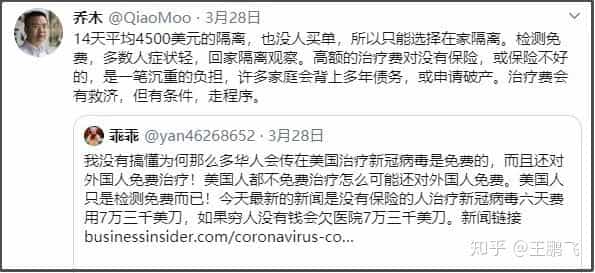 乔木 @QiaoMoo · 3月28日
14天平均4500美元的隔离，也没人买单，所以只能选择在家隔离。检测免
费，多数人症状轻，回家隔离观察。高额的治疗费对没有保险，或保险不好
的，是一笔沉重的负担，许多家庭会背上多年债务，或申请破产。治疗费会
有救济，但有条件，走程序。
乖乖 @yan46268652 · 3月28日
我没有搞懂为何那么多华人会传在美国治疗新冠病毒是免费的，而且还对
外国人免费治疗！美国人都不免费治疗怎么可能还对外国人免费。美国人
只是检测免费而已！今天最新的新闻是没有保险的人治疗新冠病毒六天费
用7万三千美刀，如果穷人没有钱会欠医院7万三千美刀。新闻链接
businessinsider.com/coronavirus-co...
知乎 @王鹏飞